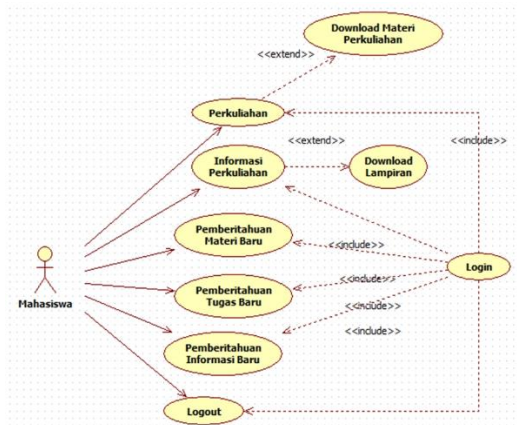 Download Materi
Perkuliahan
<<extend>>
Perkuliahan
<<extend>>
<<include>>
Informasi
Perkuliahan
Download
Lampiran
Pemberitahuan
Materi Baru
<<include>>
Login
Mahasiswa
Pemberitahuan
Tugas Baru
<<include>>
<<include>>
<<include>>
Pemberitahuan
Informasi Baru
Logout